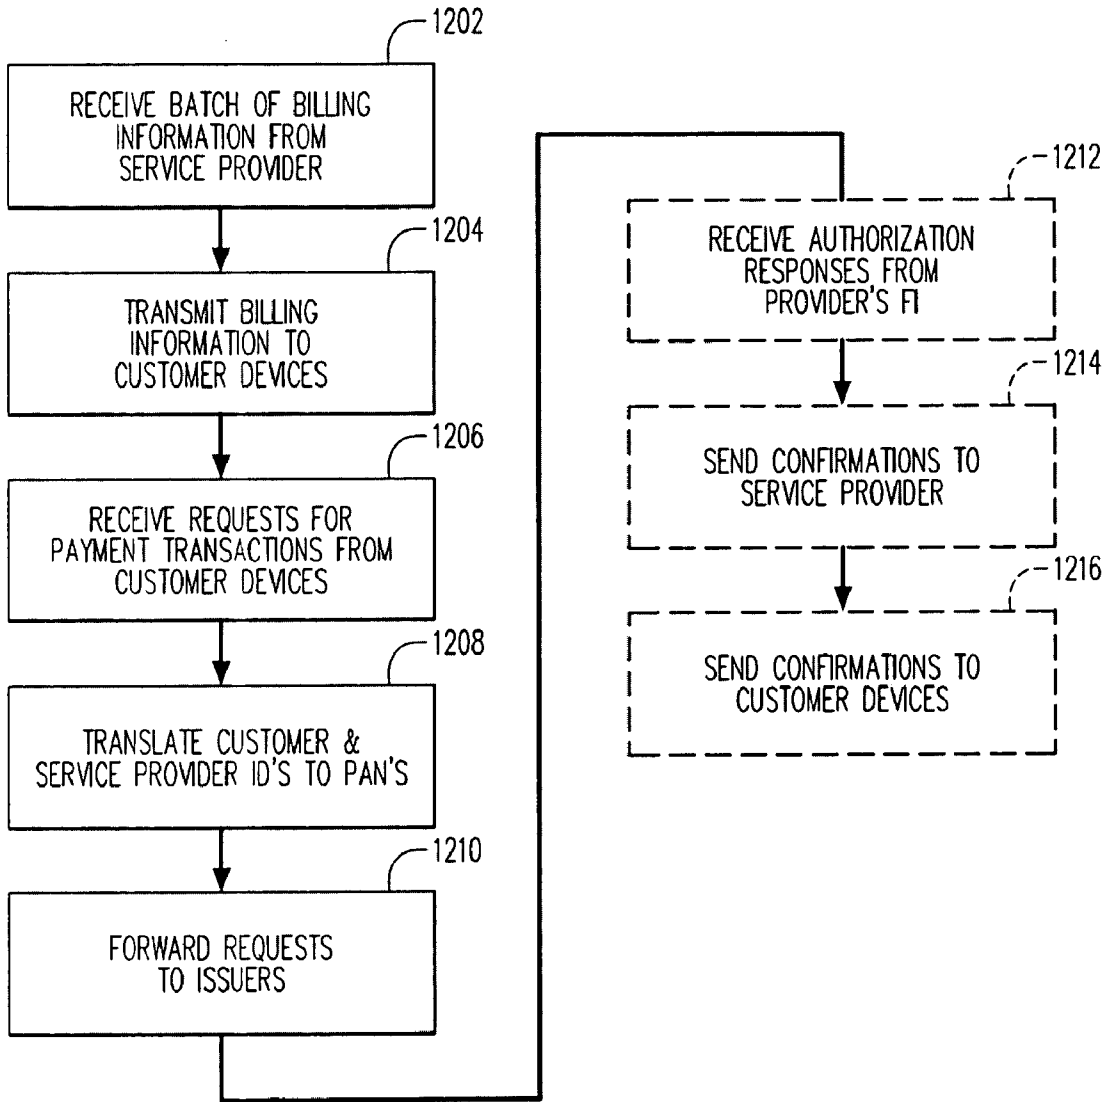 1202
RECEIVE BATCH OF BILLING
INFORMATION FROM
SERVICE PROVIDER
1204
TRANSMIT BILLING
INFORMATION TO
CUSTOMER DEVICES
1206
RECEIVE REQUESTS FOR
PAYMENT TRANSACTIONS FROM
CUSTOMER DEVICES
1208
TRANSLATE CUSTOMER &
SERVICE PROVIDER ID'S TO PAN'S
1210
FORWARD REQUESTS
TO ISSUERS
1212
RECEIVE AUTHORIZATION
RESPONSES FROM
PROVIDER'S FI
1214
SEND CONFIRMATIONS TO
SERVICE PROVIDER
1216
SEND CONFIRMATIONS TO
CUSTOMER DEVICES